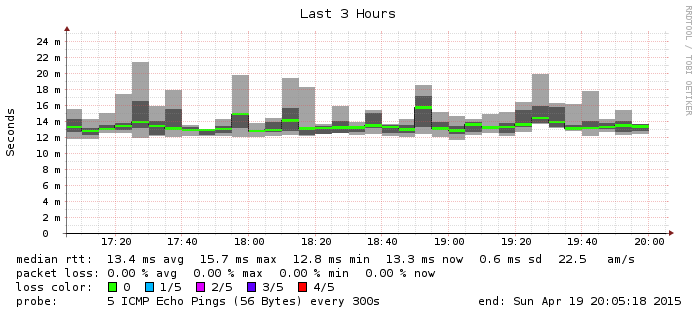 Last 3 Hours
RRDTOOL / TOBI OETIKER
Seconds
24 m
22 m
20 m
18 m
16 m
14 m
12 m
10 m
8 m
6 m
4 m
2 m
0
17:20 17:40 18:00 18:20 18:40 19:00 19:20 19:40 20:00
median rtt: 13.4 ms avg 15.7 ms max 12.8 ms min 13.3 ms now 0.6 ms sd 22.5 am/s
packet loss: 0.00 % avg 0.00 % max 0.00 % min 0.00 % now
loss color: 0 1/5 2/5 3/5 4/5
probe: 5 ICMP Echo Pings (56 Bytes) every 300s end: Sun Apr 19 20:05:18 2015